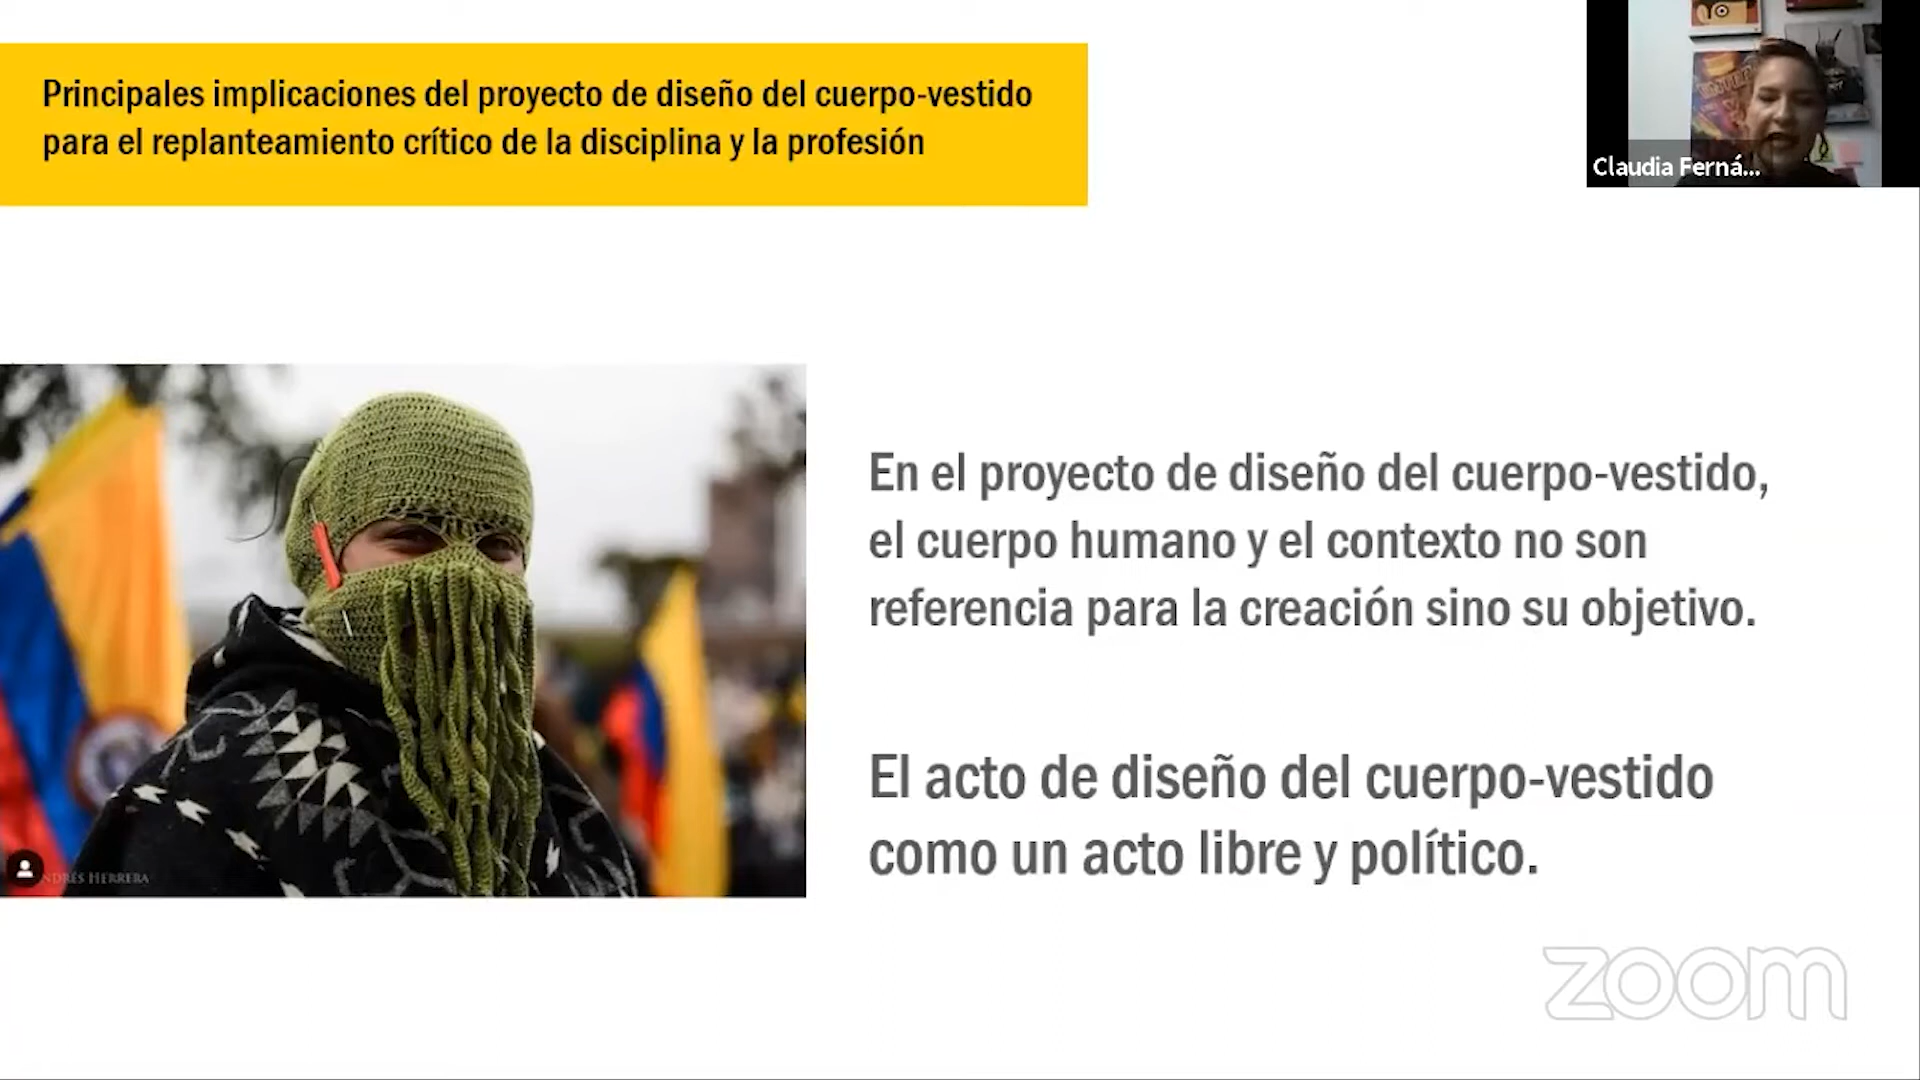 Principales implicaciones del proyecto de diseño del cuerpo-vestido
para el replanteamiento crítico de la disciplina y la profesión
Claudia Ferná...
En el proyecto de diseño del cuerpo-vestido,
el cuerpo humano y el contexto no son
referencia para la creación sino su objetivo.
El acto de diseño del cuerpo-vestido
como un acto libre y político.
HERRERA
zoom